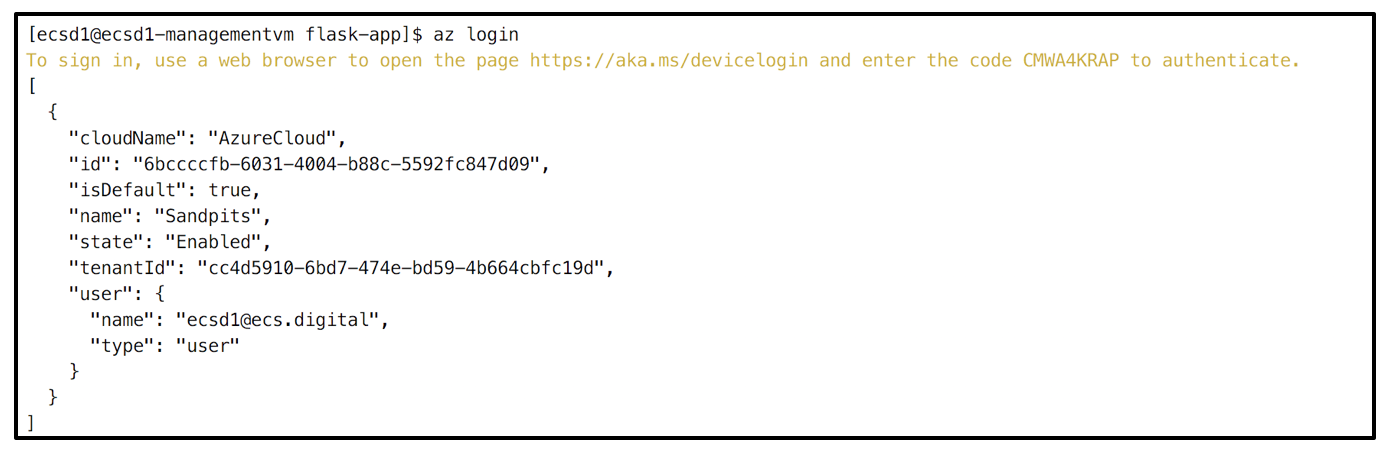 [ecsd1@ecsd1-managementvm flask-app]$ az login
To sign in, use a web browser to open the page https://aka.ms/devicelogin and enter the code CMWA4KRAP to authenticate.
[
  {
    "cloudName": "AzureCloud",
    "id": "6bccccfb-6031-4004-b88c-5592fc847d09",
    "isDefault": true,
    "name": "Sandpits",
    "state": "Enabled",
    "tenantId": "cc4d5910-6bd7-474e-bd59-4b664cbfc19d",
    "user": {
      "name": "ecsd1@ecs.digital",
      "type": "user"
    }
  }
]